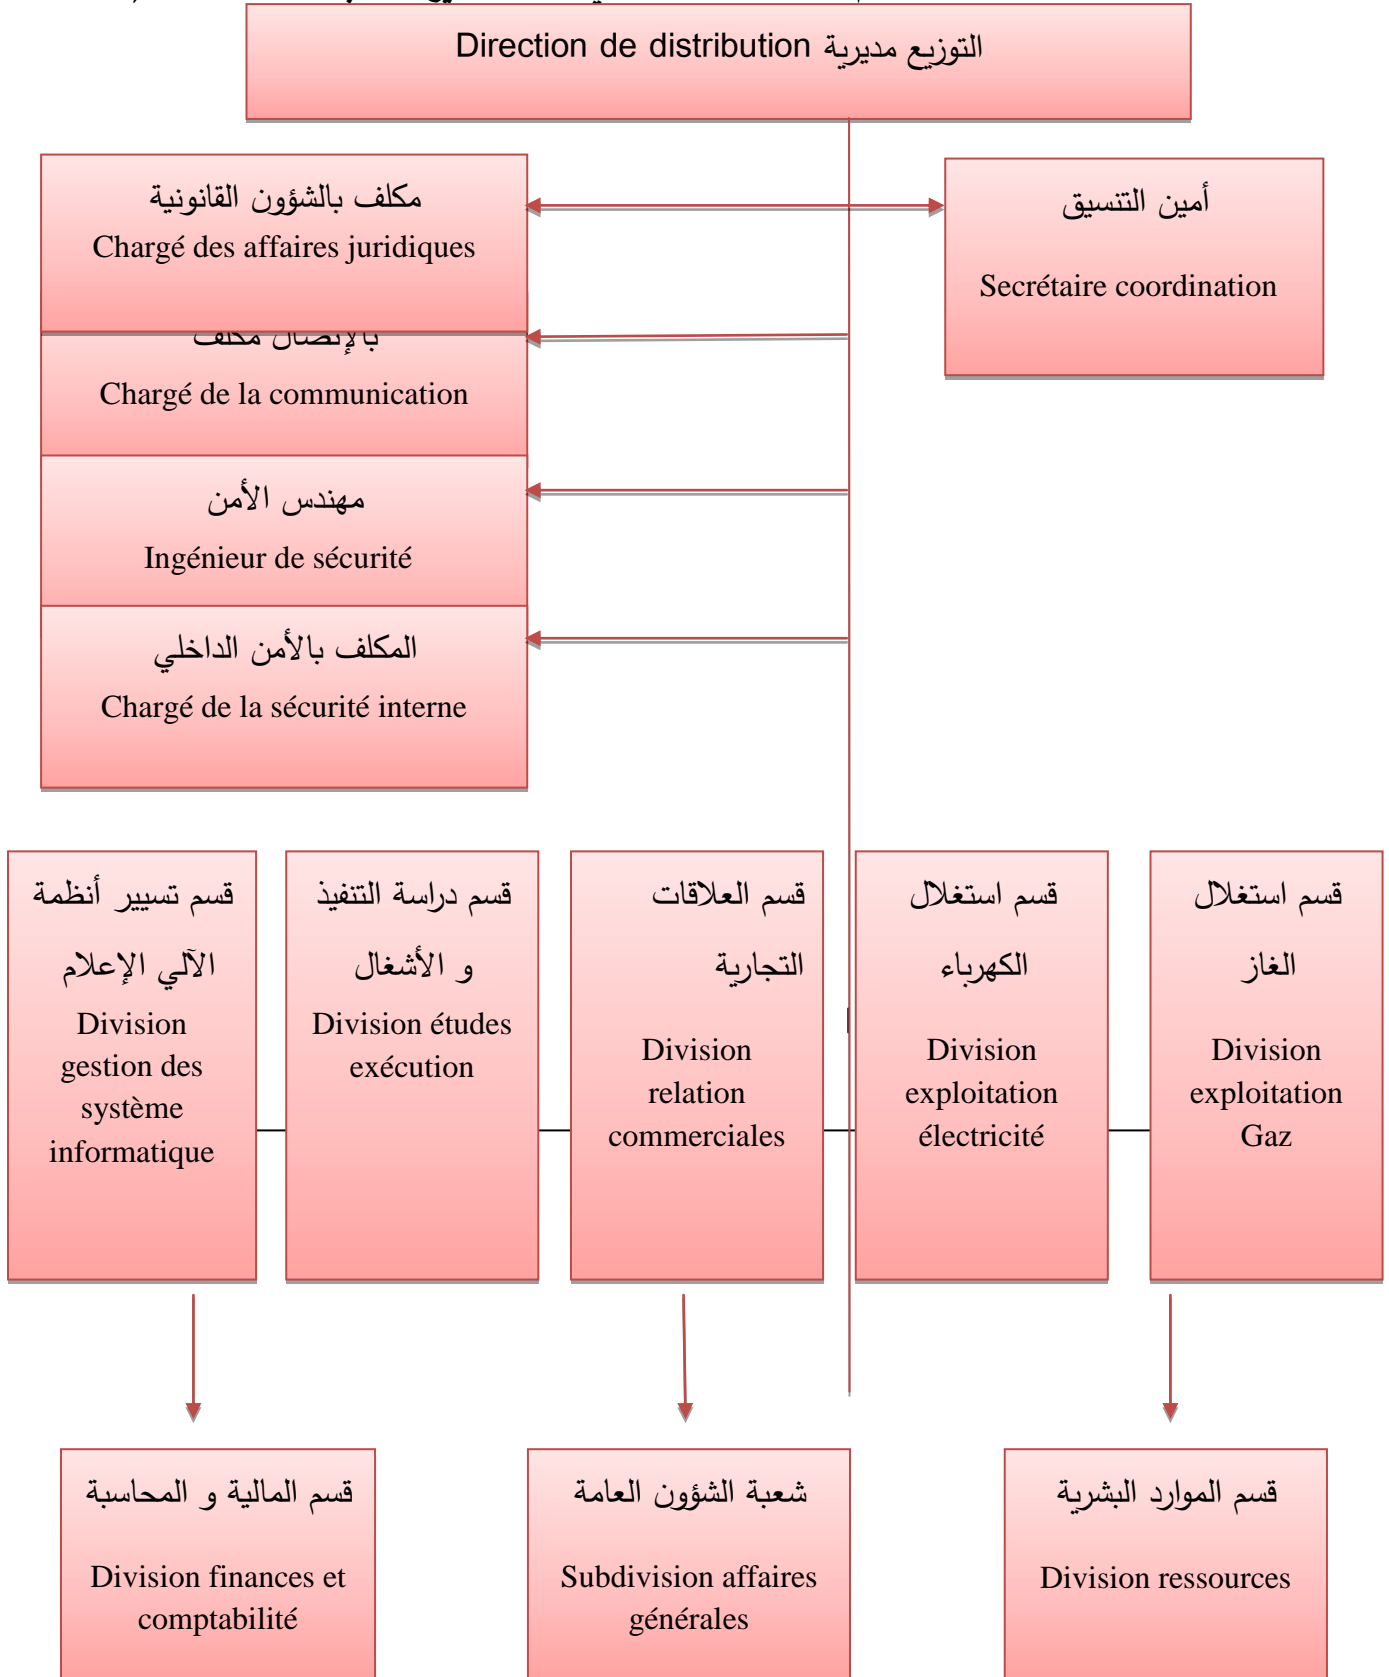 التوزيع مديرية Direction de distribution
مكلف بالشؤون القانونية
Chargé des affaires juridiques
أمين التنسيق
Secrétaire coordination
بالإتصال مكلف
Chargé de la communication
مهندس الأمن
Ingénieur de sécurité
المكلف بالأمن الداخلي
Chargé de la sécurité interne
قسم تسيير أنظمة
الآلي الإعلام
Division
gestion des
système
informatique
قسم دراسة التنفيذ
و الأشغال
Division études
exécution
قسم العلاقات
التجارية
Division
relation
commerciales
قسم استغلال
الكهرباء
Division
exploitation
électricité
قسم استغلال
الغاز
Division
exploitation
Gaz
قسم المالية و المحاسبة
Division finances et
comptabilité
شعبة الشؤون العامة
Subdivision affaires
générales
قسم الموارد البشرية
Division ressources